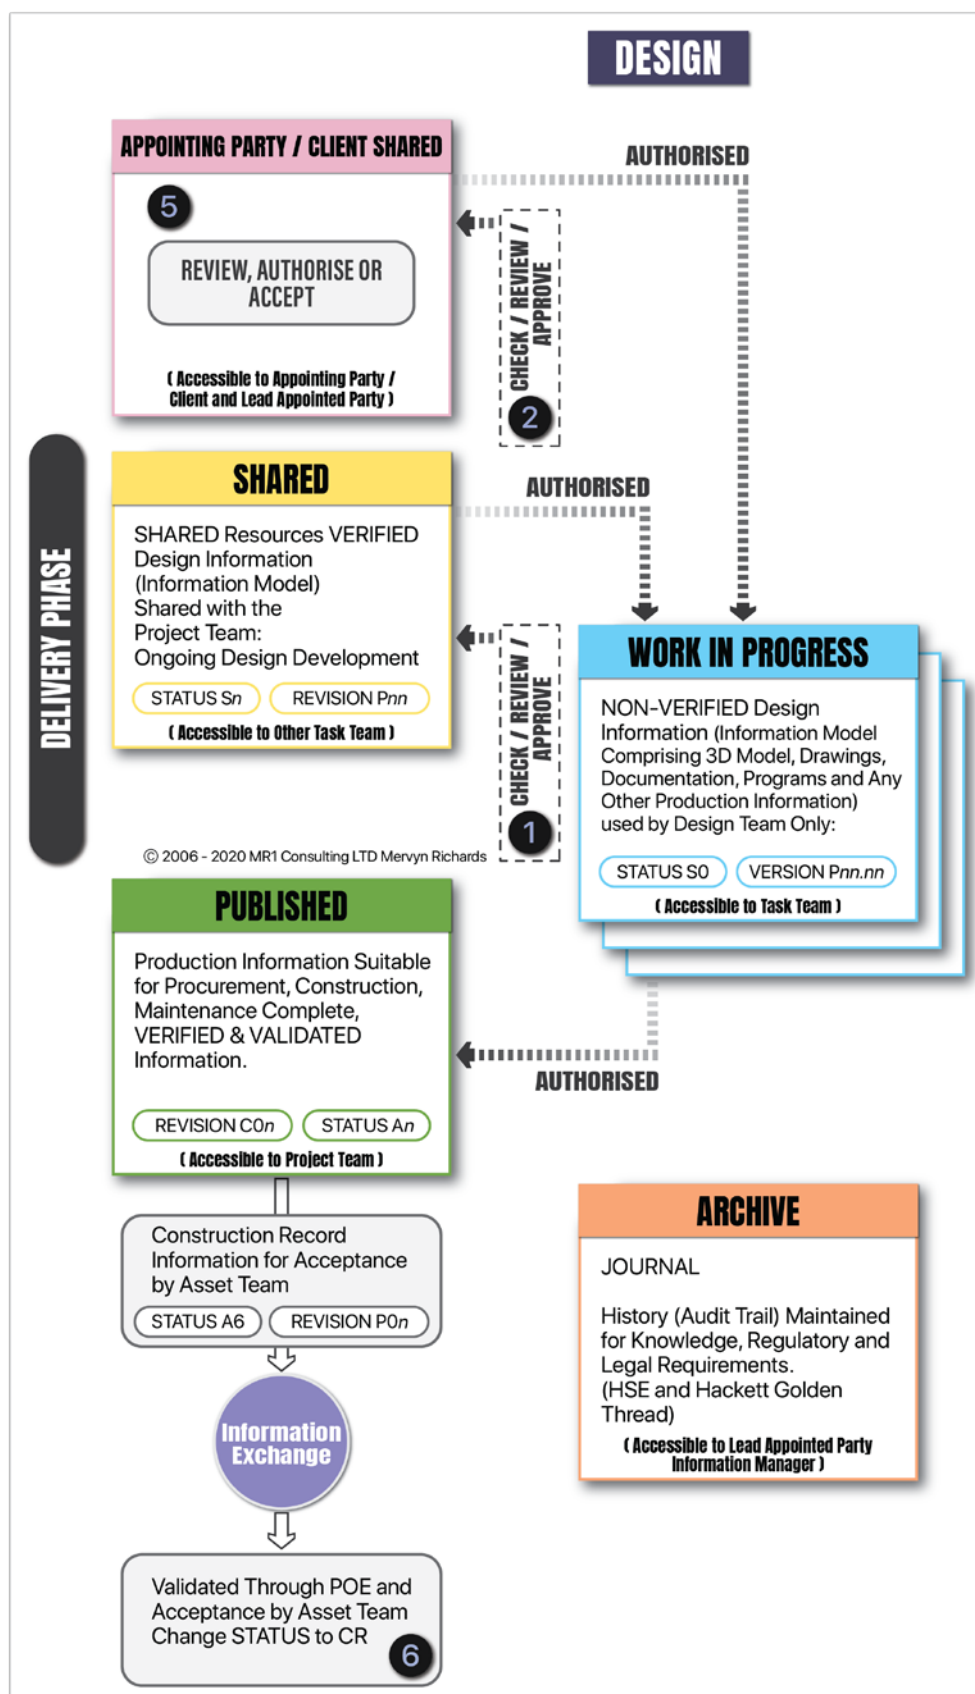 DESIGN
APPOINTING PARTY / CLIENT SHARED
5
REVIEW, AUTHORISE OR
ACCEPT
( Accessible to Appointing Party /
Client and Lead Appointed Party )
AUTHORISED
CHECK / REVIEW /
APPROVE
2
DELIVERY PHASE
SHARED
SHARED Resources VERIFIED
Design Information
(Information Model)
Shared with the
Project Team:
Ongoing Design Development
STATUS Sn
REVISION Pnn
( Accessible to Other Task Team )
AUTHORISED
CHECK / REVIEW /
APPROVE
1
WORK IN PROGRESS
NON-VERIFIED Design
Information (Information Model
Comprising 3D Model, Drawings,
Documentation, Programs and Any
Other Production Information)
used by Design Team Only:
STATUS S0
VERSION Pnn.nn
( Accessible to Task Team )
© 2006 - 2020 MR1 Consulting LTD Mervyn Richards
PUBLISHED
Production Information Suitable
for Procurement, Construction,
Maintenance Complete,
VERIFIED & VALIDATED
Information.
REVISION C0n
STATUS An
( Accessible to Project Team )
AUTHORISED
Construction Record
Information for Acceptance
by Asset Team
STATUS A6
REVISION P0n
Information
Exchange
Validated Through POE and
Acceptance by Asset Team
Change STATUS to CR
6
ARCHIVE
JOURNAL
History (Audit Trail) Maintained
for Knowledge, Regulatory and
Legal Requirements.
(HSE and Hackett Golden
Thread)
( Accessible to Lead Appointed Party
Information Manager )